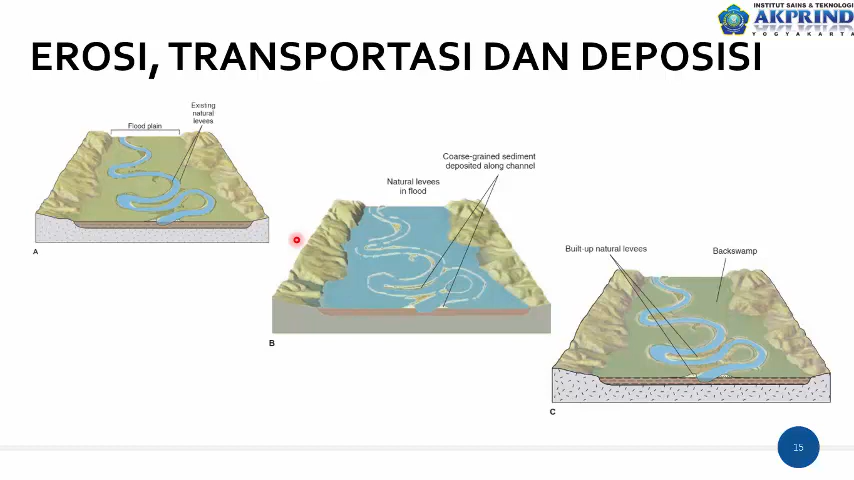 INSTITUT SAINS & TEKNOLOGI
AKPRIND
YOGYAKARTA
EROSI, TRANSPORTASI DAN DEPOSISI
Existing
natural
levees
Flood plain
A
Coarse-grained sediment
deposited along channel
Natural levees
in flood
B
Built-up natural levees
Backswamp
C
15